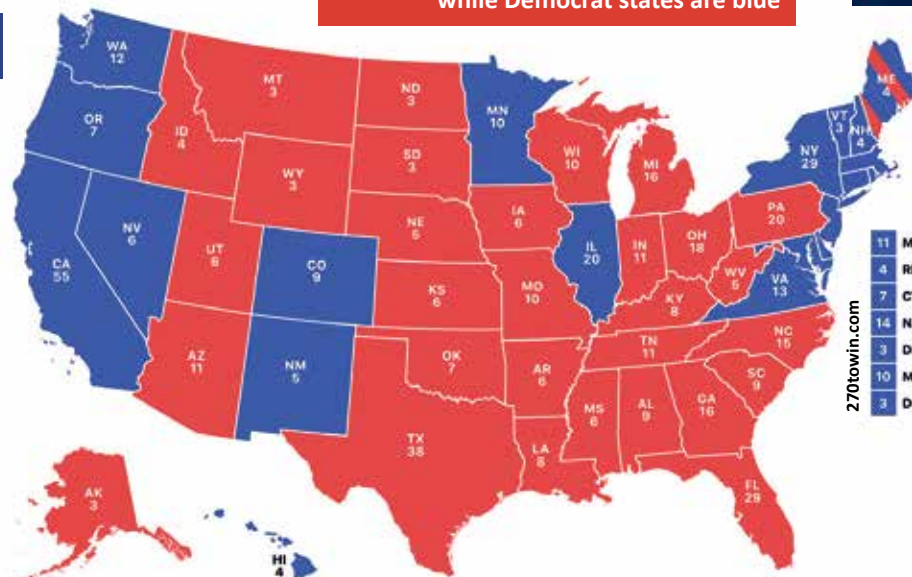 while Democrat states are blue
WA
12
OR
7
CA
55
NV
6
ID
4
MT
3
WY
3
UT
6
AZ
11
CO
9
NM
5
ND
3
SD
3
NE
5
KS
6
OK
7
TX
38
MN
10
IA
6
MO
10
AR
6
LA
8
WI
10
IL
20
MI
16
IN
11
OH
18
KY
8
TN
11
MS
6
AL
9
GA
16
FL
29
SC
9
NC
15
VA
13
WV
5
PA
20
NY
29
VT
3
NH
4
ME
4
AK
3
HI
4
11 M
4 R
7 C
14 N
3 D
10 M
3 D
270towin.com